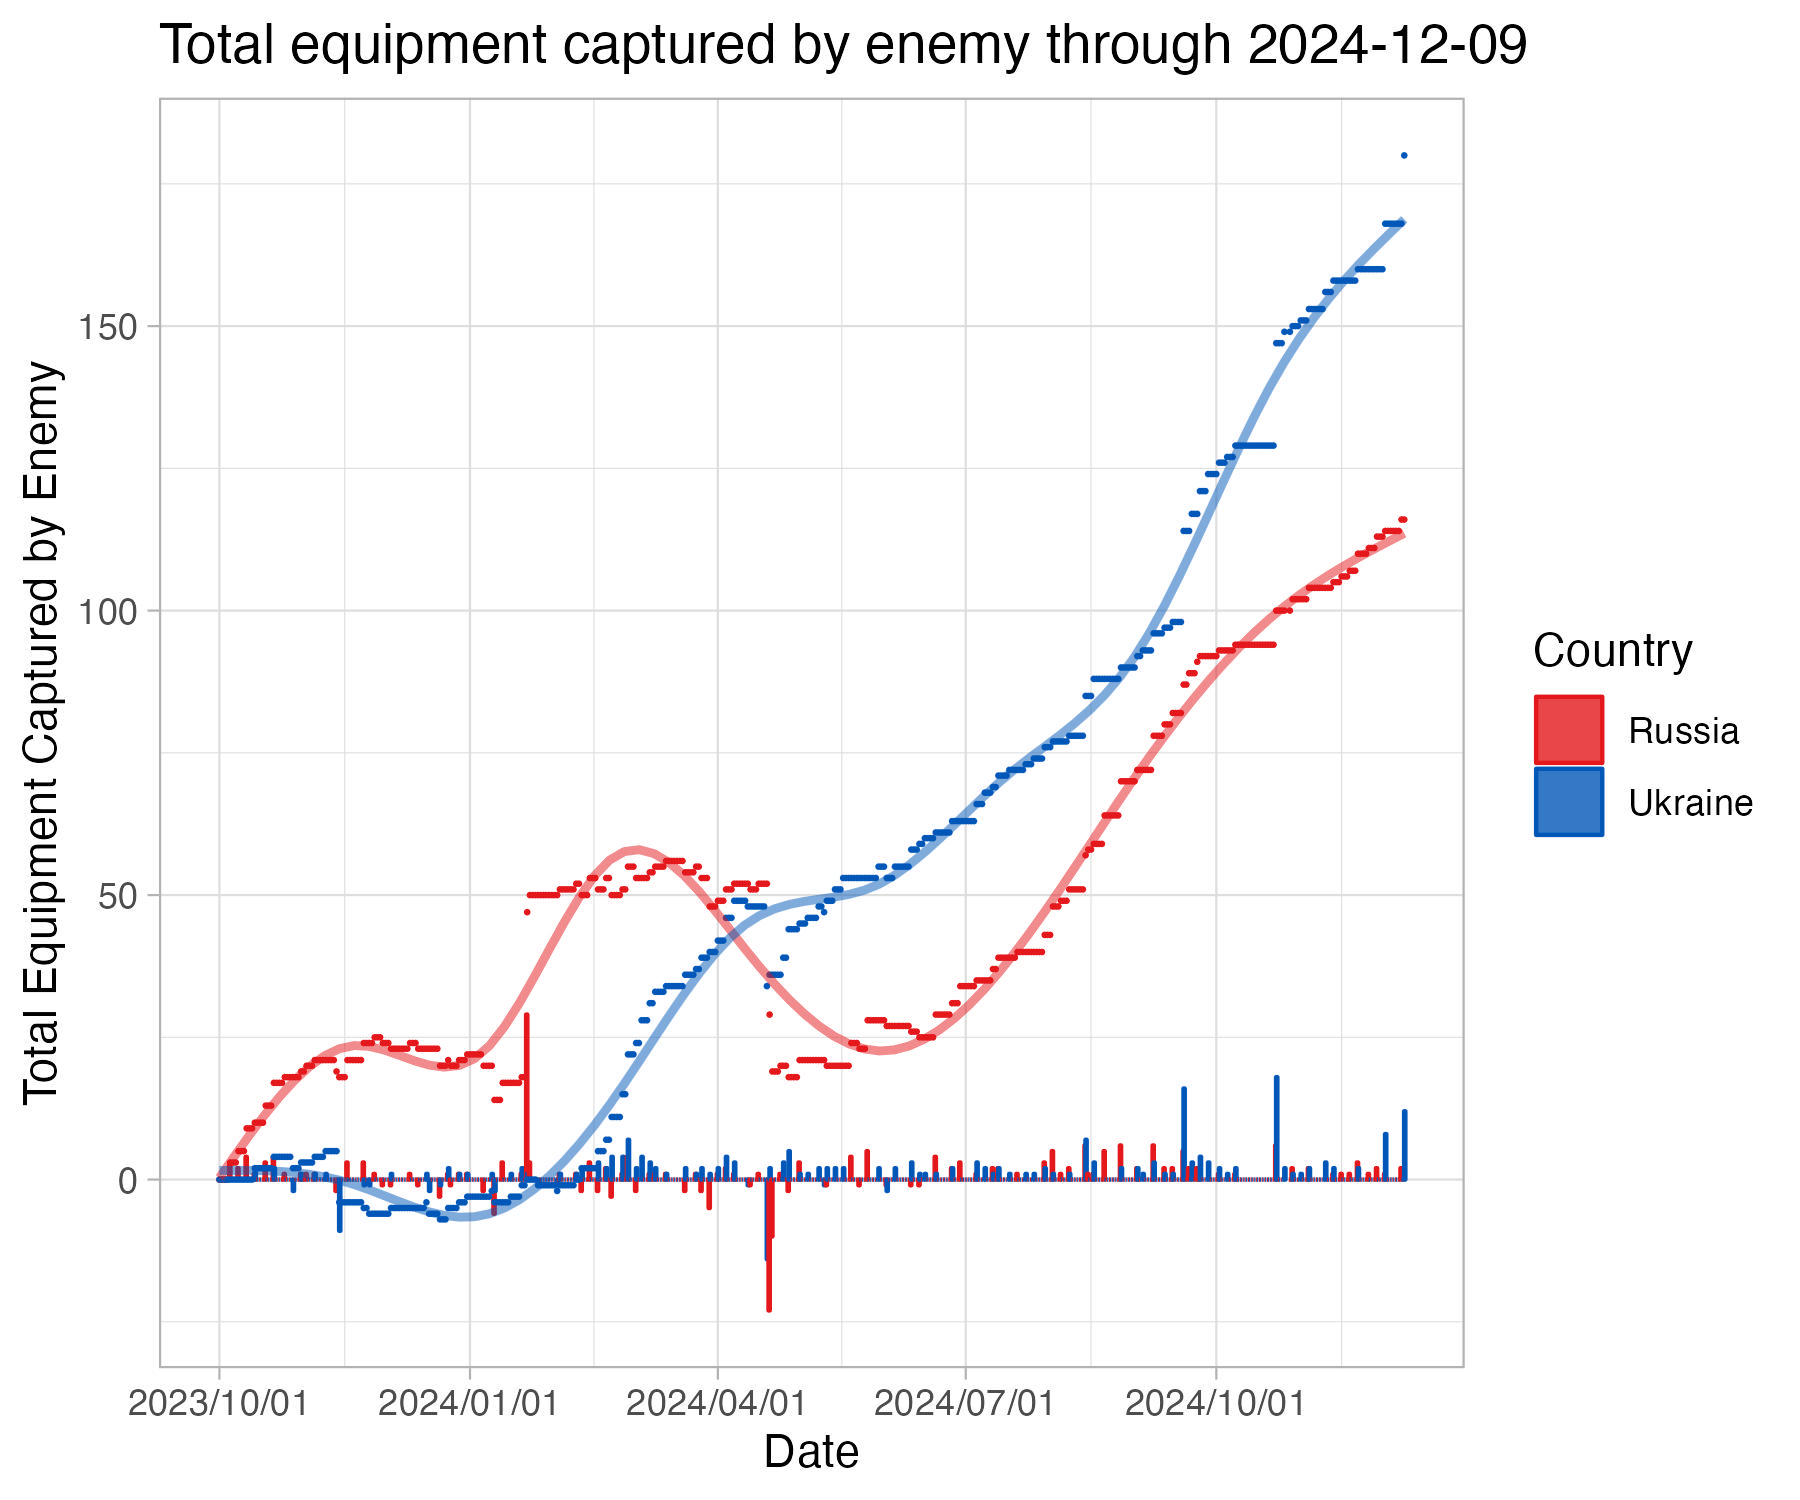 Total equipment captured by enemy through 2024-12-09
Total Equipment Captured by Enemy
150
100
50
0
2023/10/01
2024/01/01
2024/04/01
2024/07/01
2024/10/01
Date
Country
Russia
Ukraine